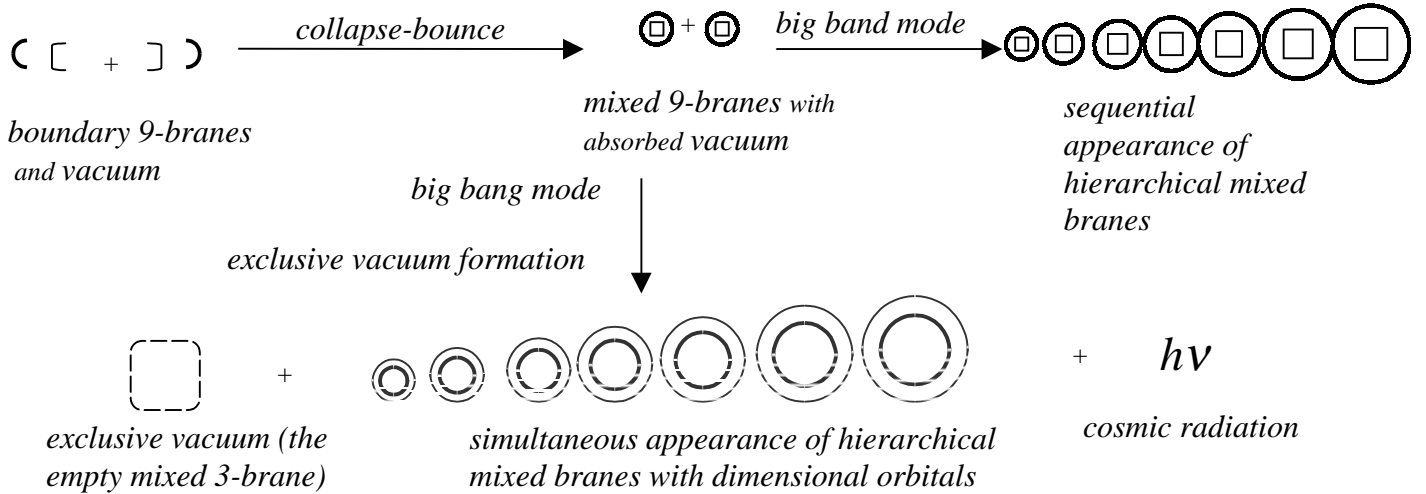 collapse-bounce
+
+
big band mode
boundary 9-branes
and vacuum
mixed 9-branes with
absorbed vacuum
sequential
appearance of
hierarchical mixed
branes
big bang mode
exclusive vacuum formation
+
+
hν
exclusive vacuum (the
empty mixed 3-brane)
simultaneous appearance of hierarchical
mixed branes with dimensional orbitals
cosmic radiation